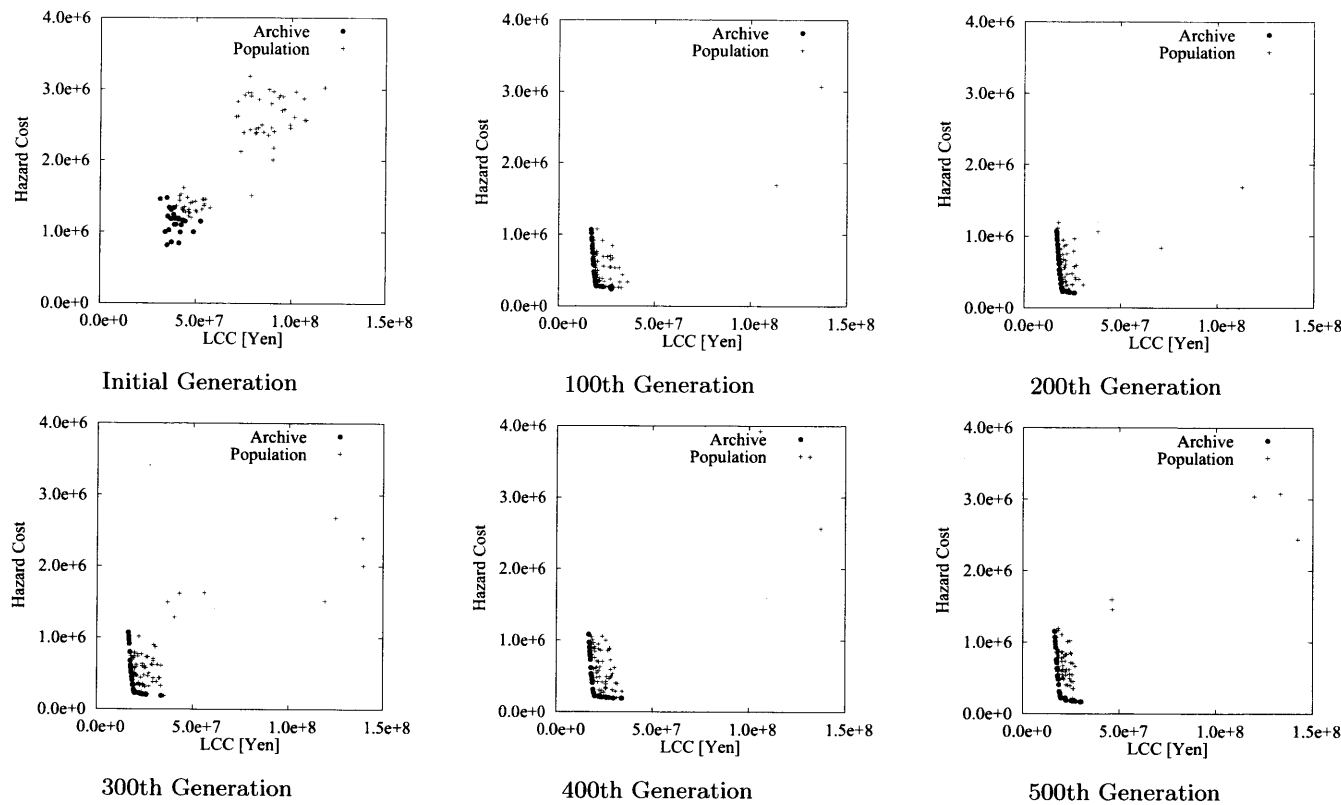 4.0e+6
3.0e+6
2.0e+6
1.0e+6
0.0e+0
Hazard Cost
Archive
Population
0.0e+0 5.0e+7 1.0e+8 1.5e+8
LCC [Yen]
Initial Generation
4.0e+6
3.0e+6
2.0e+6
1.0e+6
0.0e+0
Hazard Cost
Archive
Population
0.0e+0 5.0e+7 1.0e+8 1.5e+8
LCC [Yen]
100th Generation
4.0e+6
3.0e+6
2.0e+6
1.0e+6
0.0e+0
Hazard Cost
Archive
Population
0.0e+0 5.0e+7 1.0e+8 1.5e+8
LCC [Yen]
200th Generation
4.0e+6
3.0e+6
2.0e+6
1.0e+6
0.0e+0
Hazard Cost
Archive
Population
0.0e+0 5.0e+7 1.0e+8 1.5e+8
LCC [Yen]
300th Generation
4.0e+6
3.0e+6
2.0e+6
1.0e+6
0.0e+0
Hazard Cost
Archive
Population
0.0e+0 5.0e+7 1.0e+8 1.5e+8
LCC [Yen]
400th Generation
4.0e+6
3.0e+6
2.0e+6
1.0e+6
0.0e+0
Hazard Cost
Archive
Population
0.0e+0 5.0e+7 1.0e+8 1.5e+8
LCC [Yen]
500th Generation